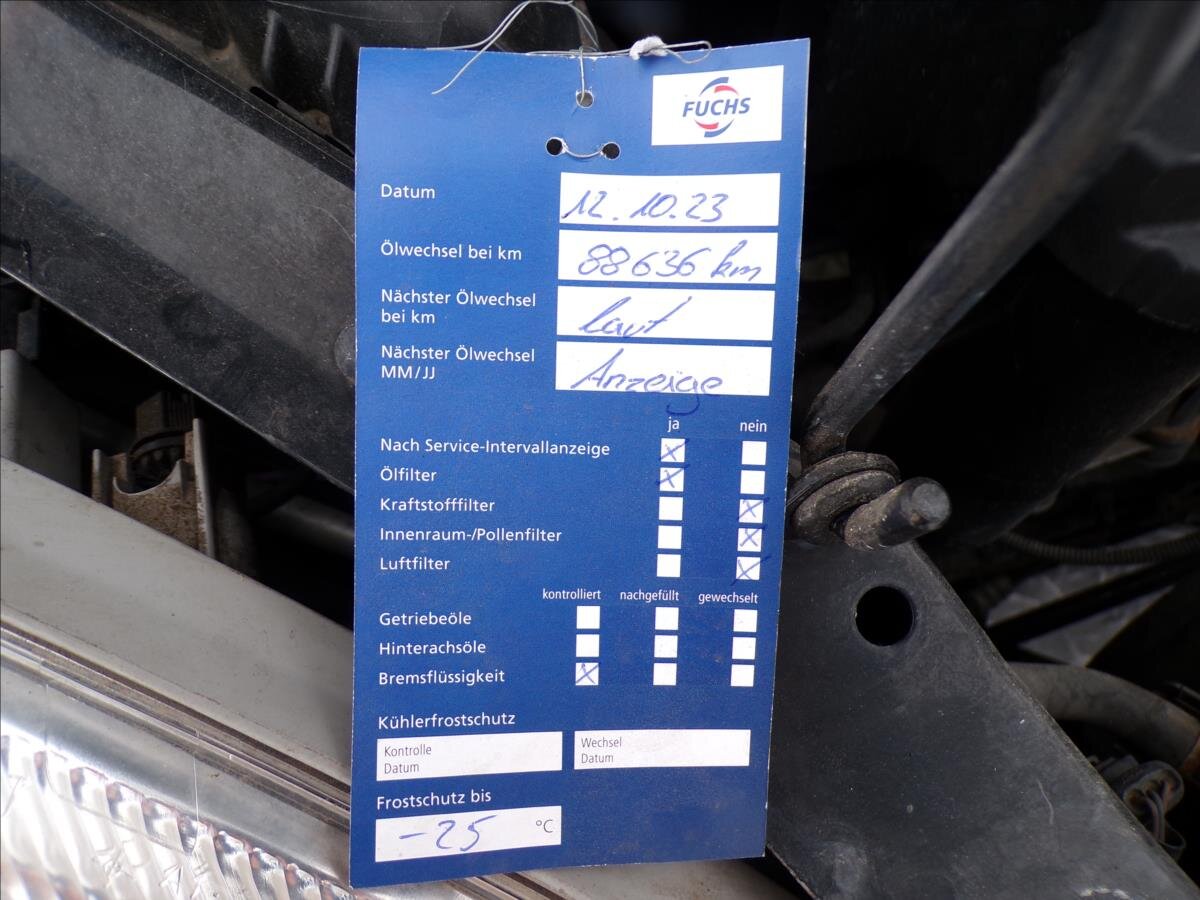 FUCHS
Datum 12.10.23
Ölwechsel bei km 88636 km
Nächster Ölwechsel
bei km laut
Nächster Ölwechsel
MM/JJ Anzeige
ja nein
Nach Service-Intervallanzeige
Ölfilter
Kraftstofffilter
Innenraum-/Pollenfilter
Luftfilter
kontrolliert nachgefüllt gewechselt
Getriebeöle
Hinterachsöle
Bremsflüssigkeit
Kühlerfrostschutz
Kontrolle
Datum
Wechsel
Datum
Frostschutz bis
-25 °C